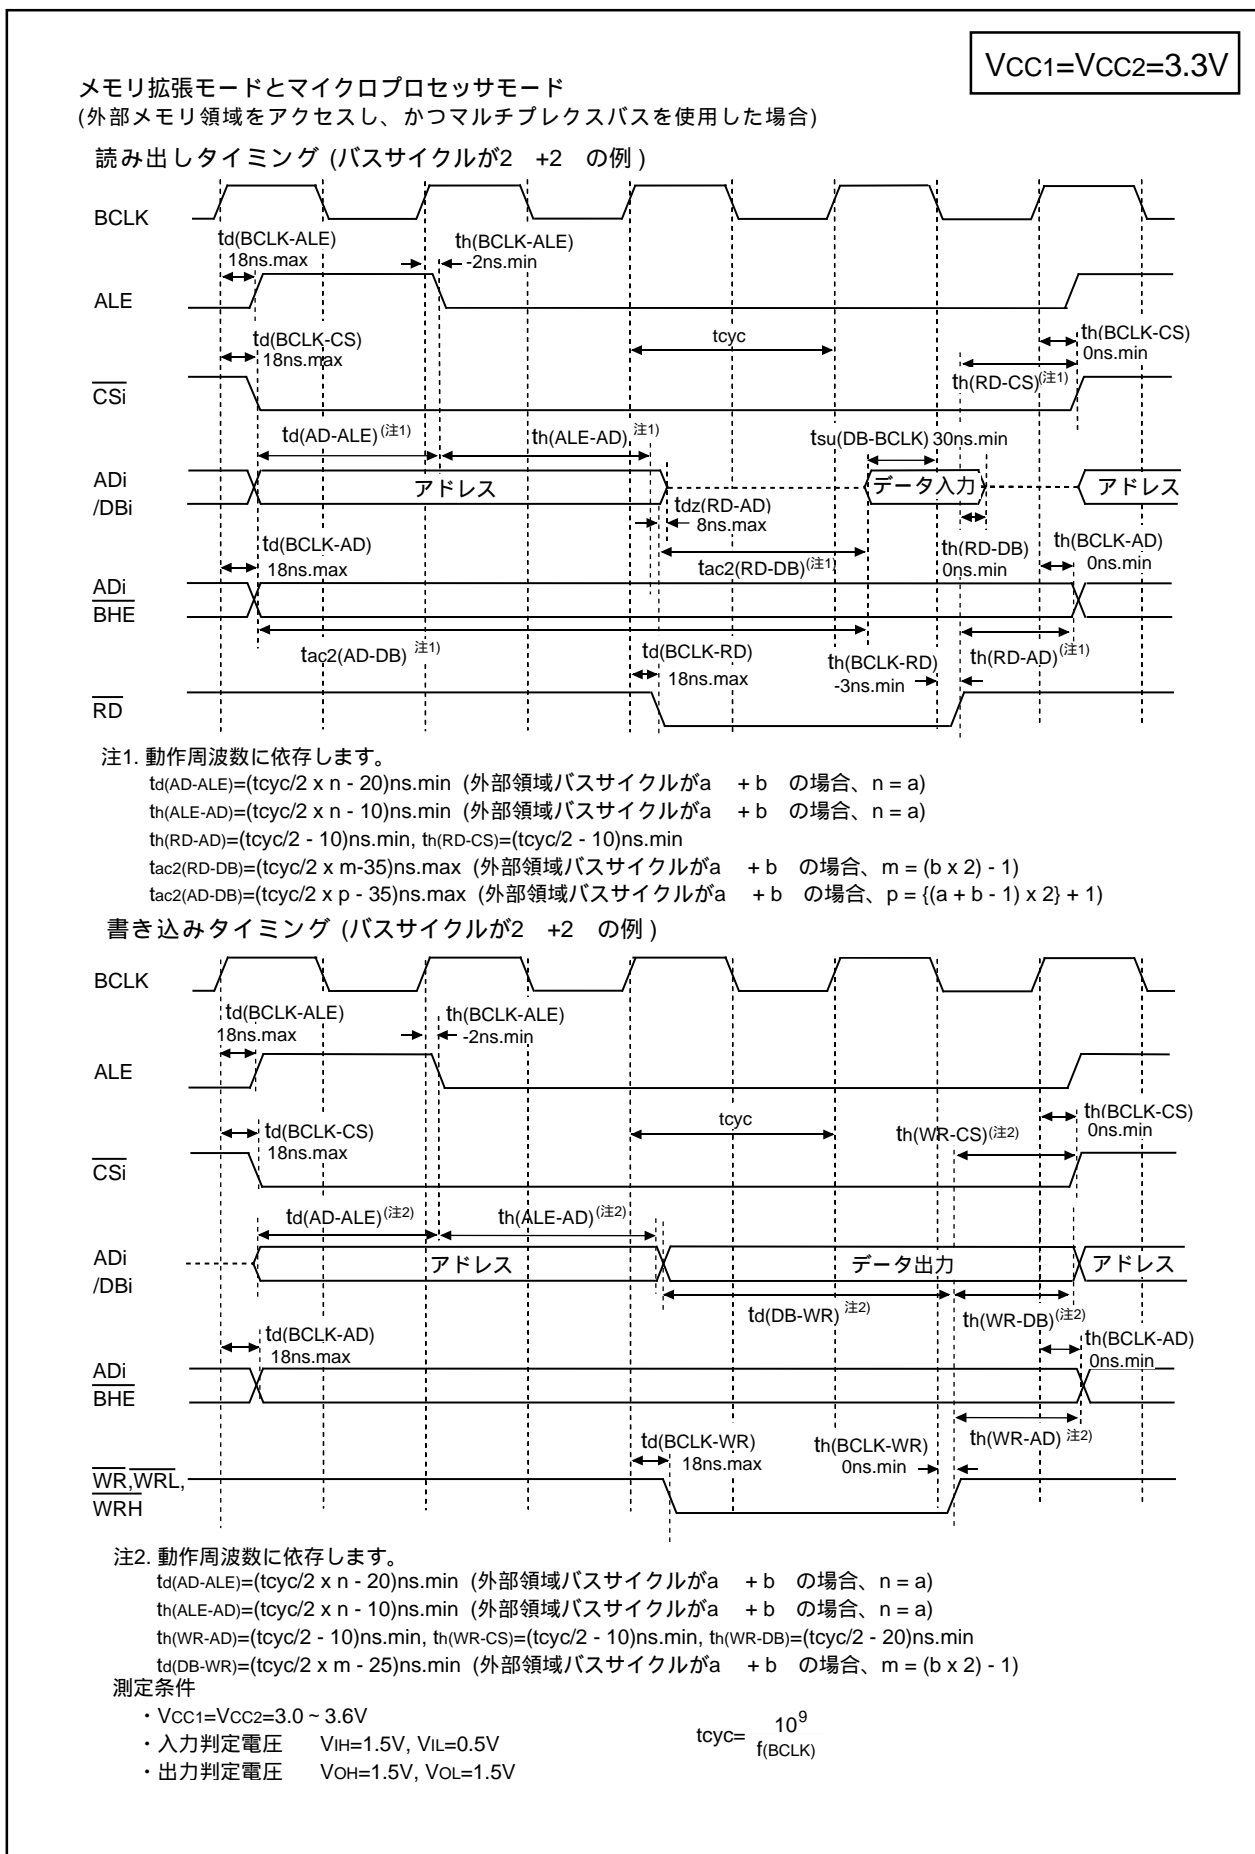 VCC1=VCC2=3.3V
メモリ拡張モードとマイクロプロセッサモード
(外部メモリ領域をアクセスし、かつマルチプレクスバスを使用した場合)
読み出しタイミング (バスサイクルが2 +2 の例 )
BCLK
td(BCLK-ALE)
18ns.max
th(BCLK-ALE)
-2ns.min
ALE
td(BCLK-CS)
18ns.max
tcyc
th(BCLK-CS)
0ns.min
th(RD-CS)(注1)
CSi
td(AD-ALE)(注1)
th(ALE-AD) 注1)
tsu(DB-BCLK) 30ns.min
ADi
/DBi
アドレス
データ入力
アドレス
tdz(RD-AD)
8ns.max
td(BCLK-AD)
18ns.max
tac2(RD-DB)(注1)
th(RD-DB)
0ns.min
th(BCLK-AD)
0ns.min
ADi
BHE
tac2(AD-DB) 注1)
td(BCLK-RD)
18ns.max
th(BCLK-RD)
-3ns.min
th(RD-AD)(注1)
RD
注1. 動作周波数に依存します。
td(AD-ALE)=(tcyc/2 x n - 20)ns.min (外部領域バスサイクルがa + b の場合、n = a)
th(ALE-AD)=(tcyc/2 x n - 10)ns.min (外部領域バスサイクルがa + b の場合、n = a)
th(RD-AD)=(tcyc/2 - 10)ns.min, th(RD-CS)=(tcyc/2 - 10)ns.min
tac2(RD-DB)=(tcyc/2 x m-35)ns.max (外部領域バスサイクルがa + b の場合、m = (b x 2) - 1)
tac2(AD-DB)=(tcyc/2 x p - 35)ns.max (外部領域バスサイクルがa + b の場合、p = {(a + b - 1) x 2} + 1)
書き込みタイミング (バスサイクルが2 +2 の例 )
BCLK
td(BCLK-ALE)
18ns.max
th(BCLK-ALE)
-2ns.min
ALE
td(BCLK-CS)
18ns.max
tcyc
th(BCLK-CS)
0ns.min
th(WR-CS)(注2)
CSi
td(AD-ALE)(注2)
th(ALE-AD)(注2)
ADi
/DBi
アドレス
データ出力
アドレス
td(DB-WR) 注2)
th(WR-DB)(注2)
td(BCLK-AD)
18ns.max
th(BCLK-AD)
0ns.min
ADi
BHE
td(BCLK-WR)
18ns.max
th(BCLK-WR)
0ns.min
th(WR-AD) 注2)
WR,WRL,
WRH
注2. 動作周波数に依存します。
td(AD-ALE)=(tcyc/2 x n - 20)ns.min (外部領域バスサイクルがa + b の場合、n = a)
th(ALE-AD)=(tcyc/2 x n - 10)ns.min (外部領域バスサイクルがa + b の場合、n = a)
th(WR-AD)=(tcyc/2 - 10)ns.min, th(WR-CS)=(tcyc/2 - 10)ns.min, th(WR-DB)=(tcyc/2 - 20)ns.min
td(DB-WR)=(tcyc/2 x m - 25)ns.min (外部領域バスサイクルがa + b の場合、m = (b x 2) - 1)
測定条件
・VCC1=VCC2=3.0 ~ 3.6V
・入力判定電圧 VIH=1.5V, VIL=0.5V
・出力判定電圧 VOH=1.5V, VOL=1.5V
tcyc= 10^9 / f(BCLK)